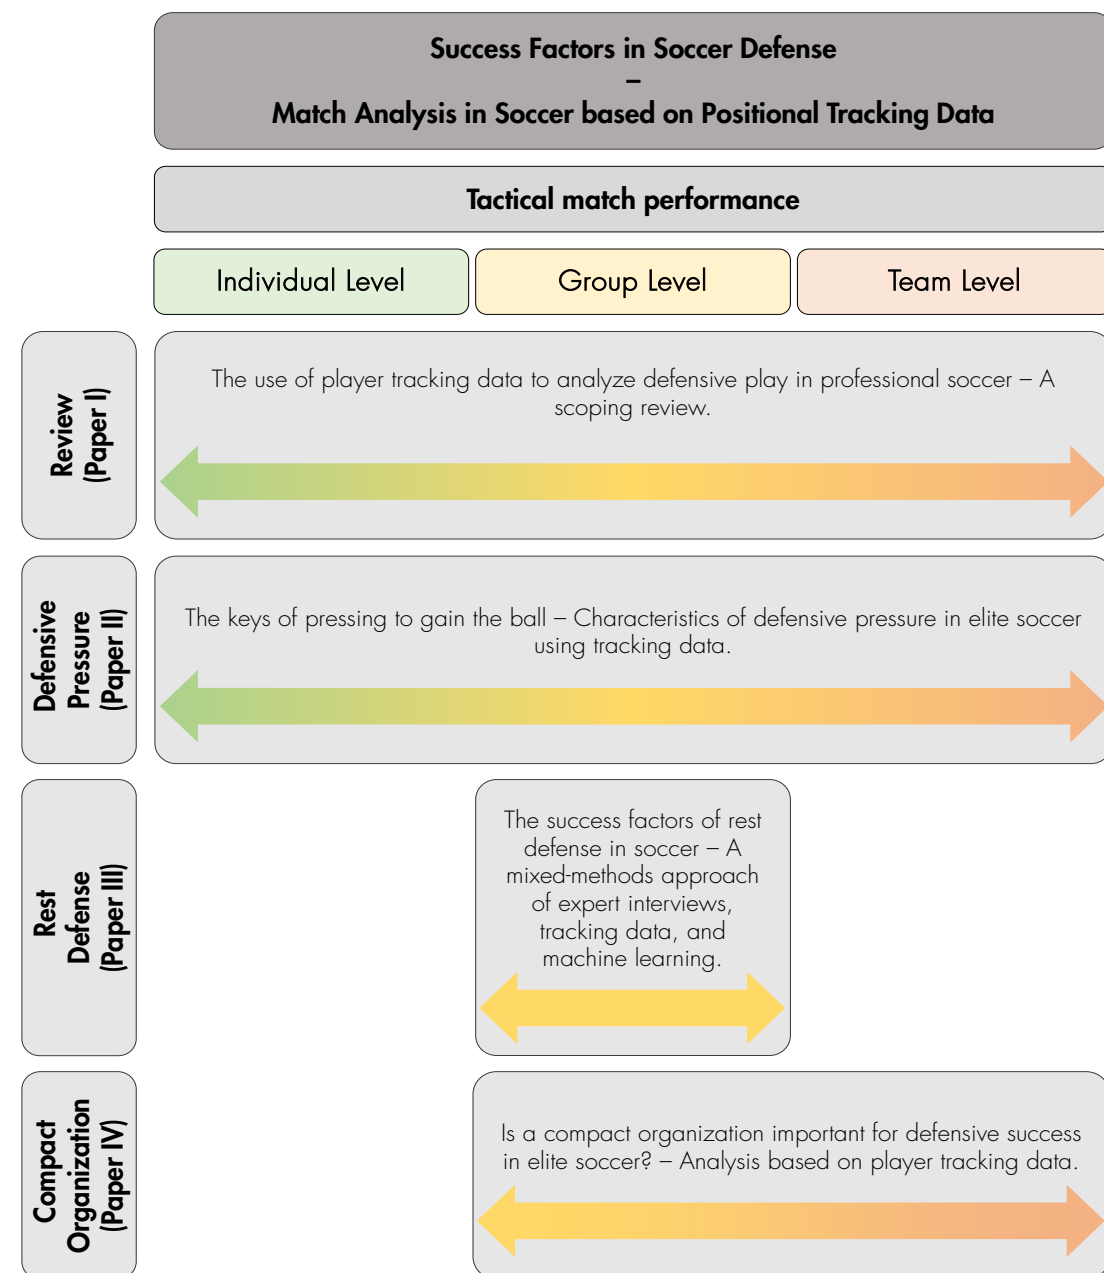 Success Factors in Soccer Defense
–
Match Analysis in Soccer based on Positional Tracking Data
Tactical match performance
Individual Level
Group Level
Team Level
Review
(Paper I)
The use of player tracking data to analyze defensive play in professional soccer – A
scoping review.
Defensive
Pressure
(Paper II)
The keys of pressing to gain the ball – Characteristics of defensive pressure in elite soccer
using tracking data.
Rest
Defense
(Paper III)
The success factors of rest
defense in soccer – A
mixed-methods approach
of expert interviews,
tracking data, and
machine learning.
Compact
Organization
(Paper IV)
Is a compact organization important for defensive success
in elite soccer? – Analysis based on player tracking data.